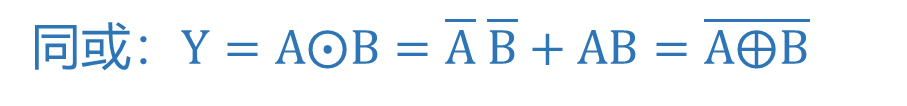 同或：Y = A⊙B = A̅ B̅ + AB = A̅⊕̅B̅